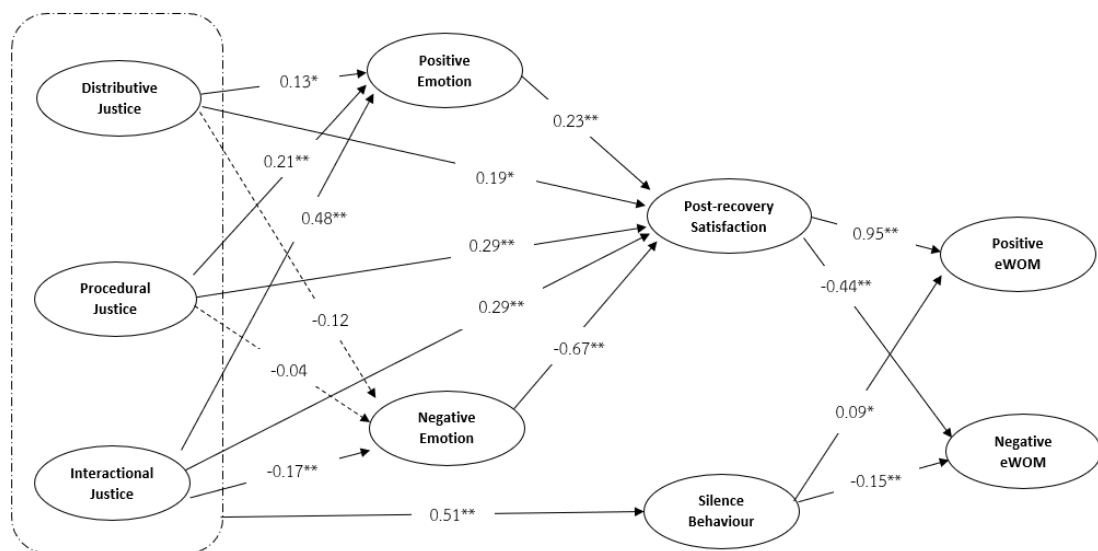 Positive
Emotion
Distributive
Justice
0.13*
0.23**
0.21**
0.19*
0.48**
Post-recovery
Satisfaction
0.95**
Positive
eWOM
0.29**
Procedural
Justice
-0.44**
0.29**
-0.12
-0.67**
-0.04
0.09*
Negative
Emotion
Negative
eWOM
Interactional
Justice
-0.17**
-0.15**
Silence
Behaviour
0.51**